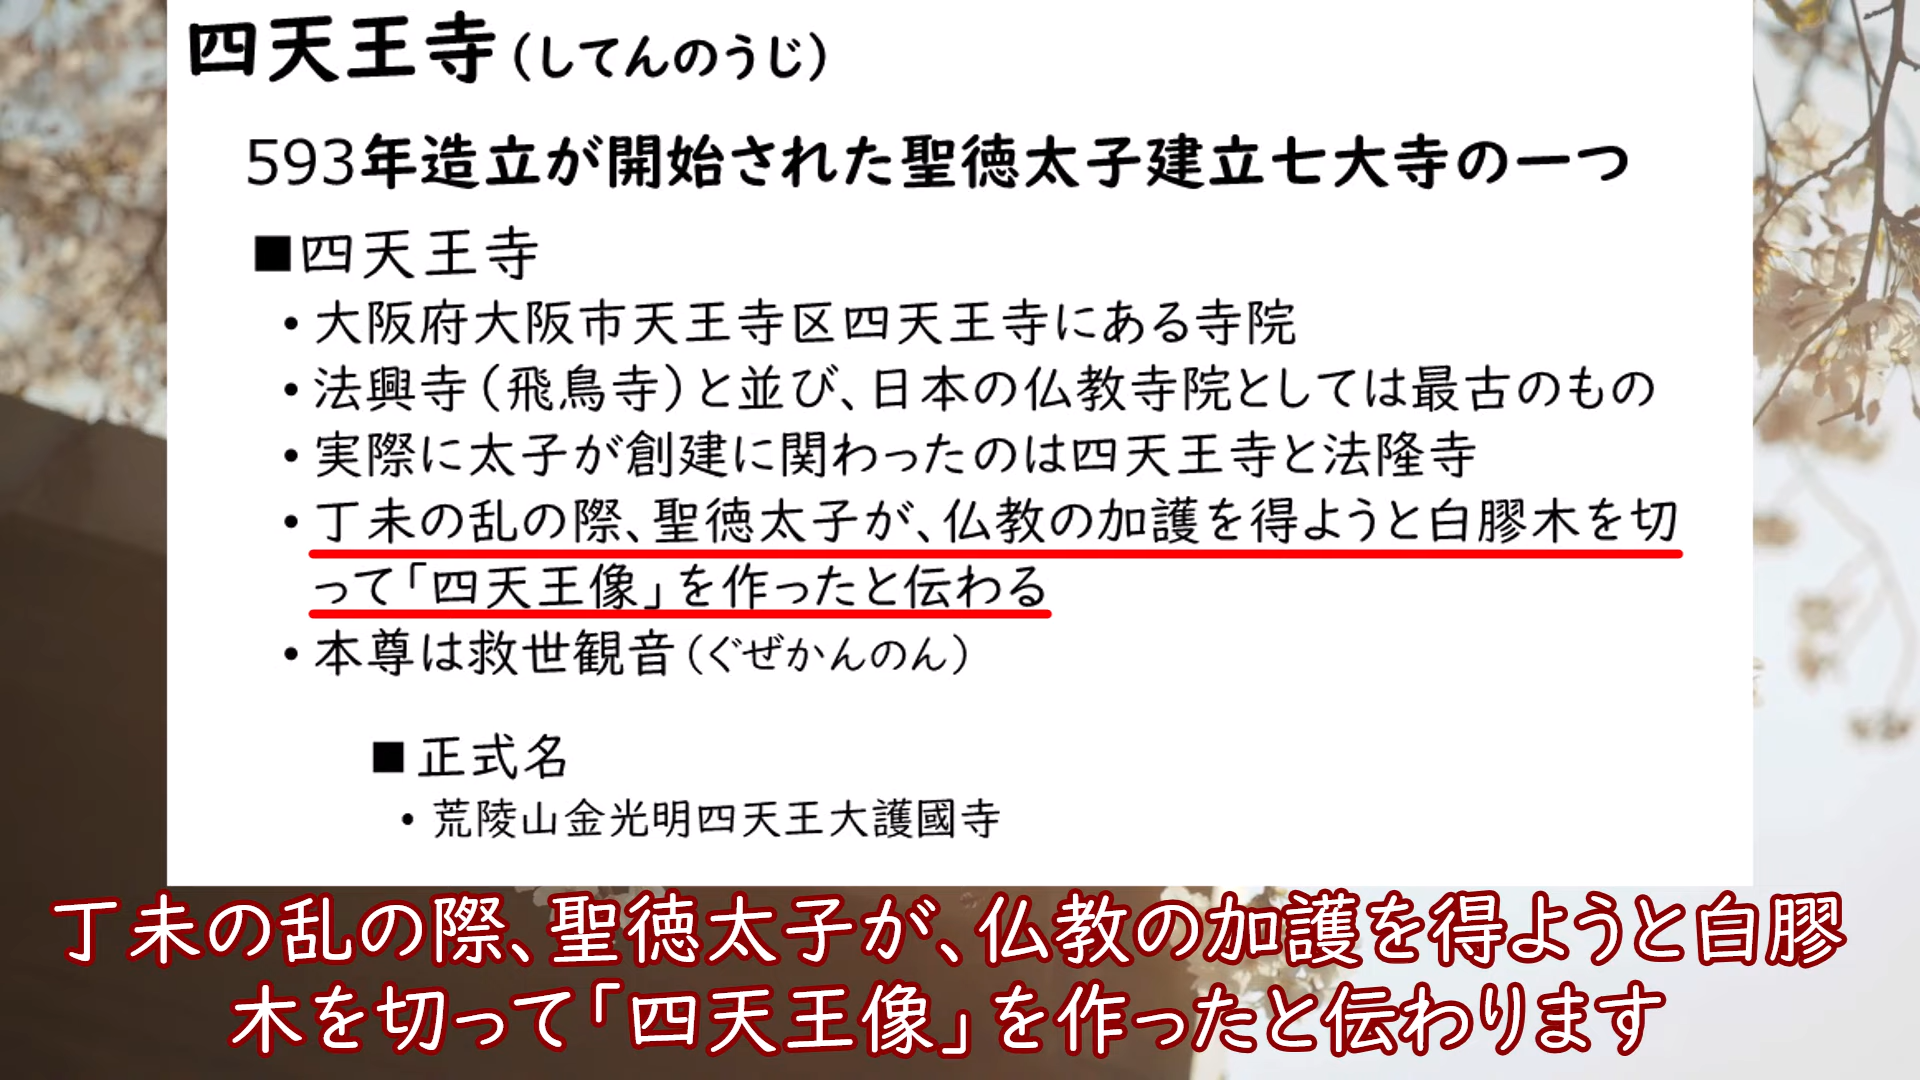 四天王寺（してんのうじ）
593年造立が開始された聖徳太子建立七大寺の一つ
■四天王寺
• 大阪府大阪市天王寺区四天王寺にある寺院
• 法興寺（飛鳥寺）と並び、日本の仏教寺院としては最古のもの
• 実際に太子が創建に関わったのは四天王寺と法隆寺
• 丁未の乱の際、聖徳太子が、仏教の加護を得ようと白膠木を切
って「四天王像」を作ったと伝わる
• 本尊は救世観音（ぐぜかんのん）
■ 正式名
• 荒陵山金光明四天王大護國寺
丁未の乱の際、聖徳太子が、仏教の加護を得ようと白膠
木を切って「四天王像」を作ったと伝わります